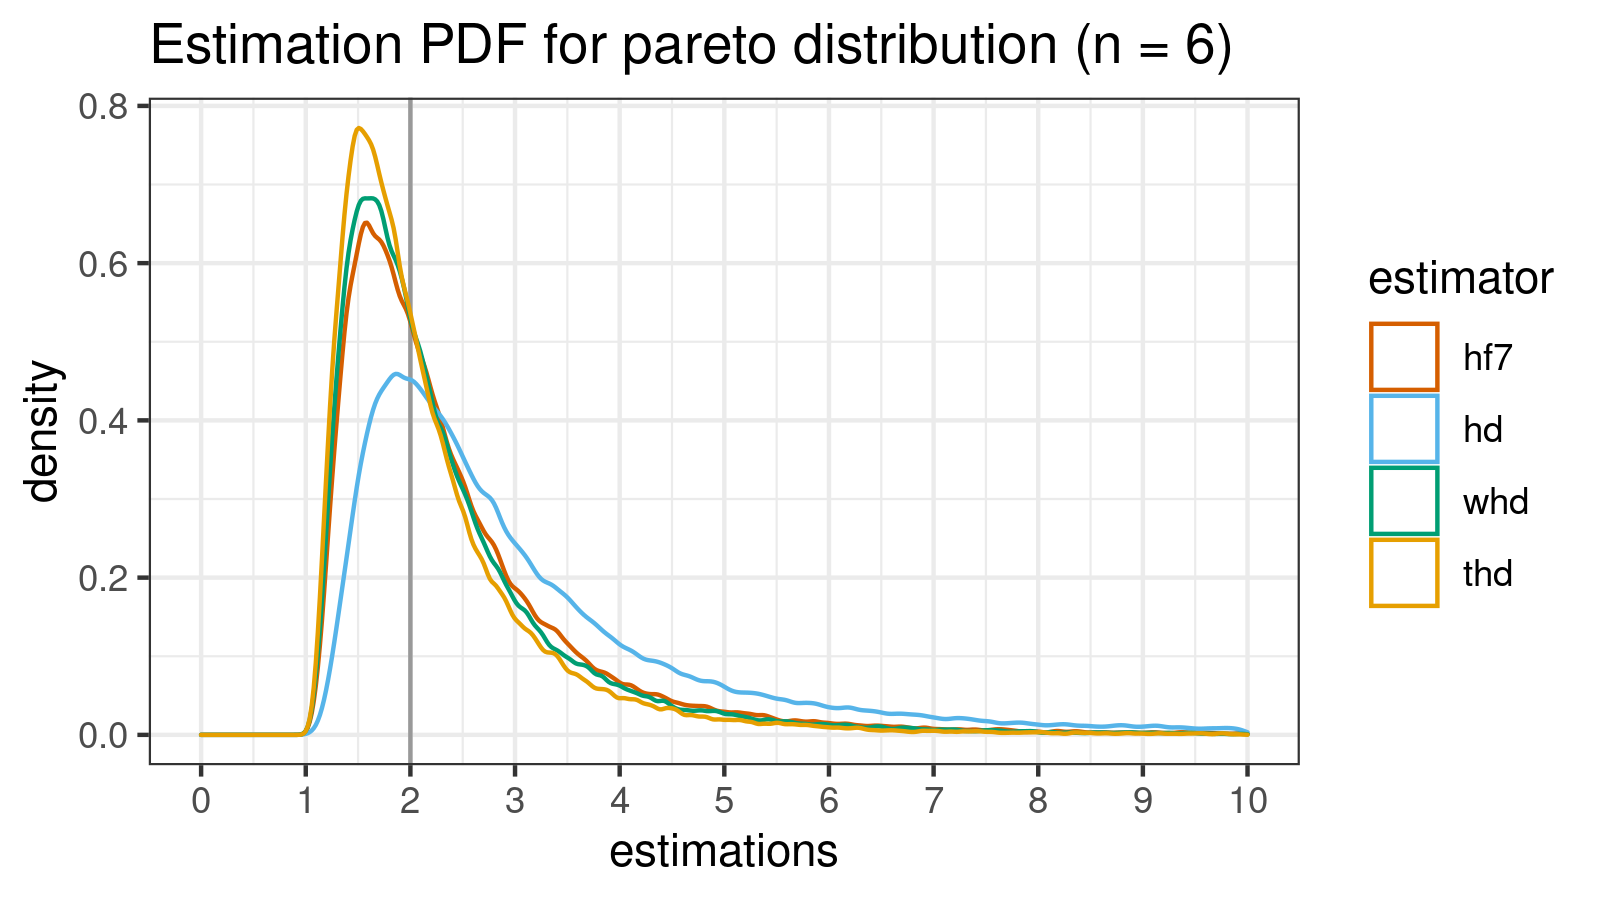 Estimation PDF for pareto distribution (n = 6)
0.8
0.6
0.4
0.2
0.0
density
0 1 2 3 4 5 6 7 8 9 10
estimations
estimator
hf7
hd
whd
thd